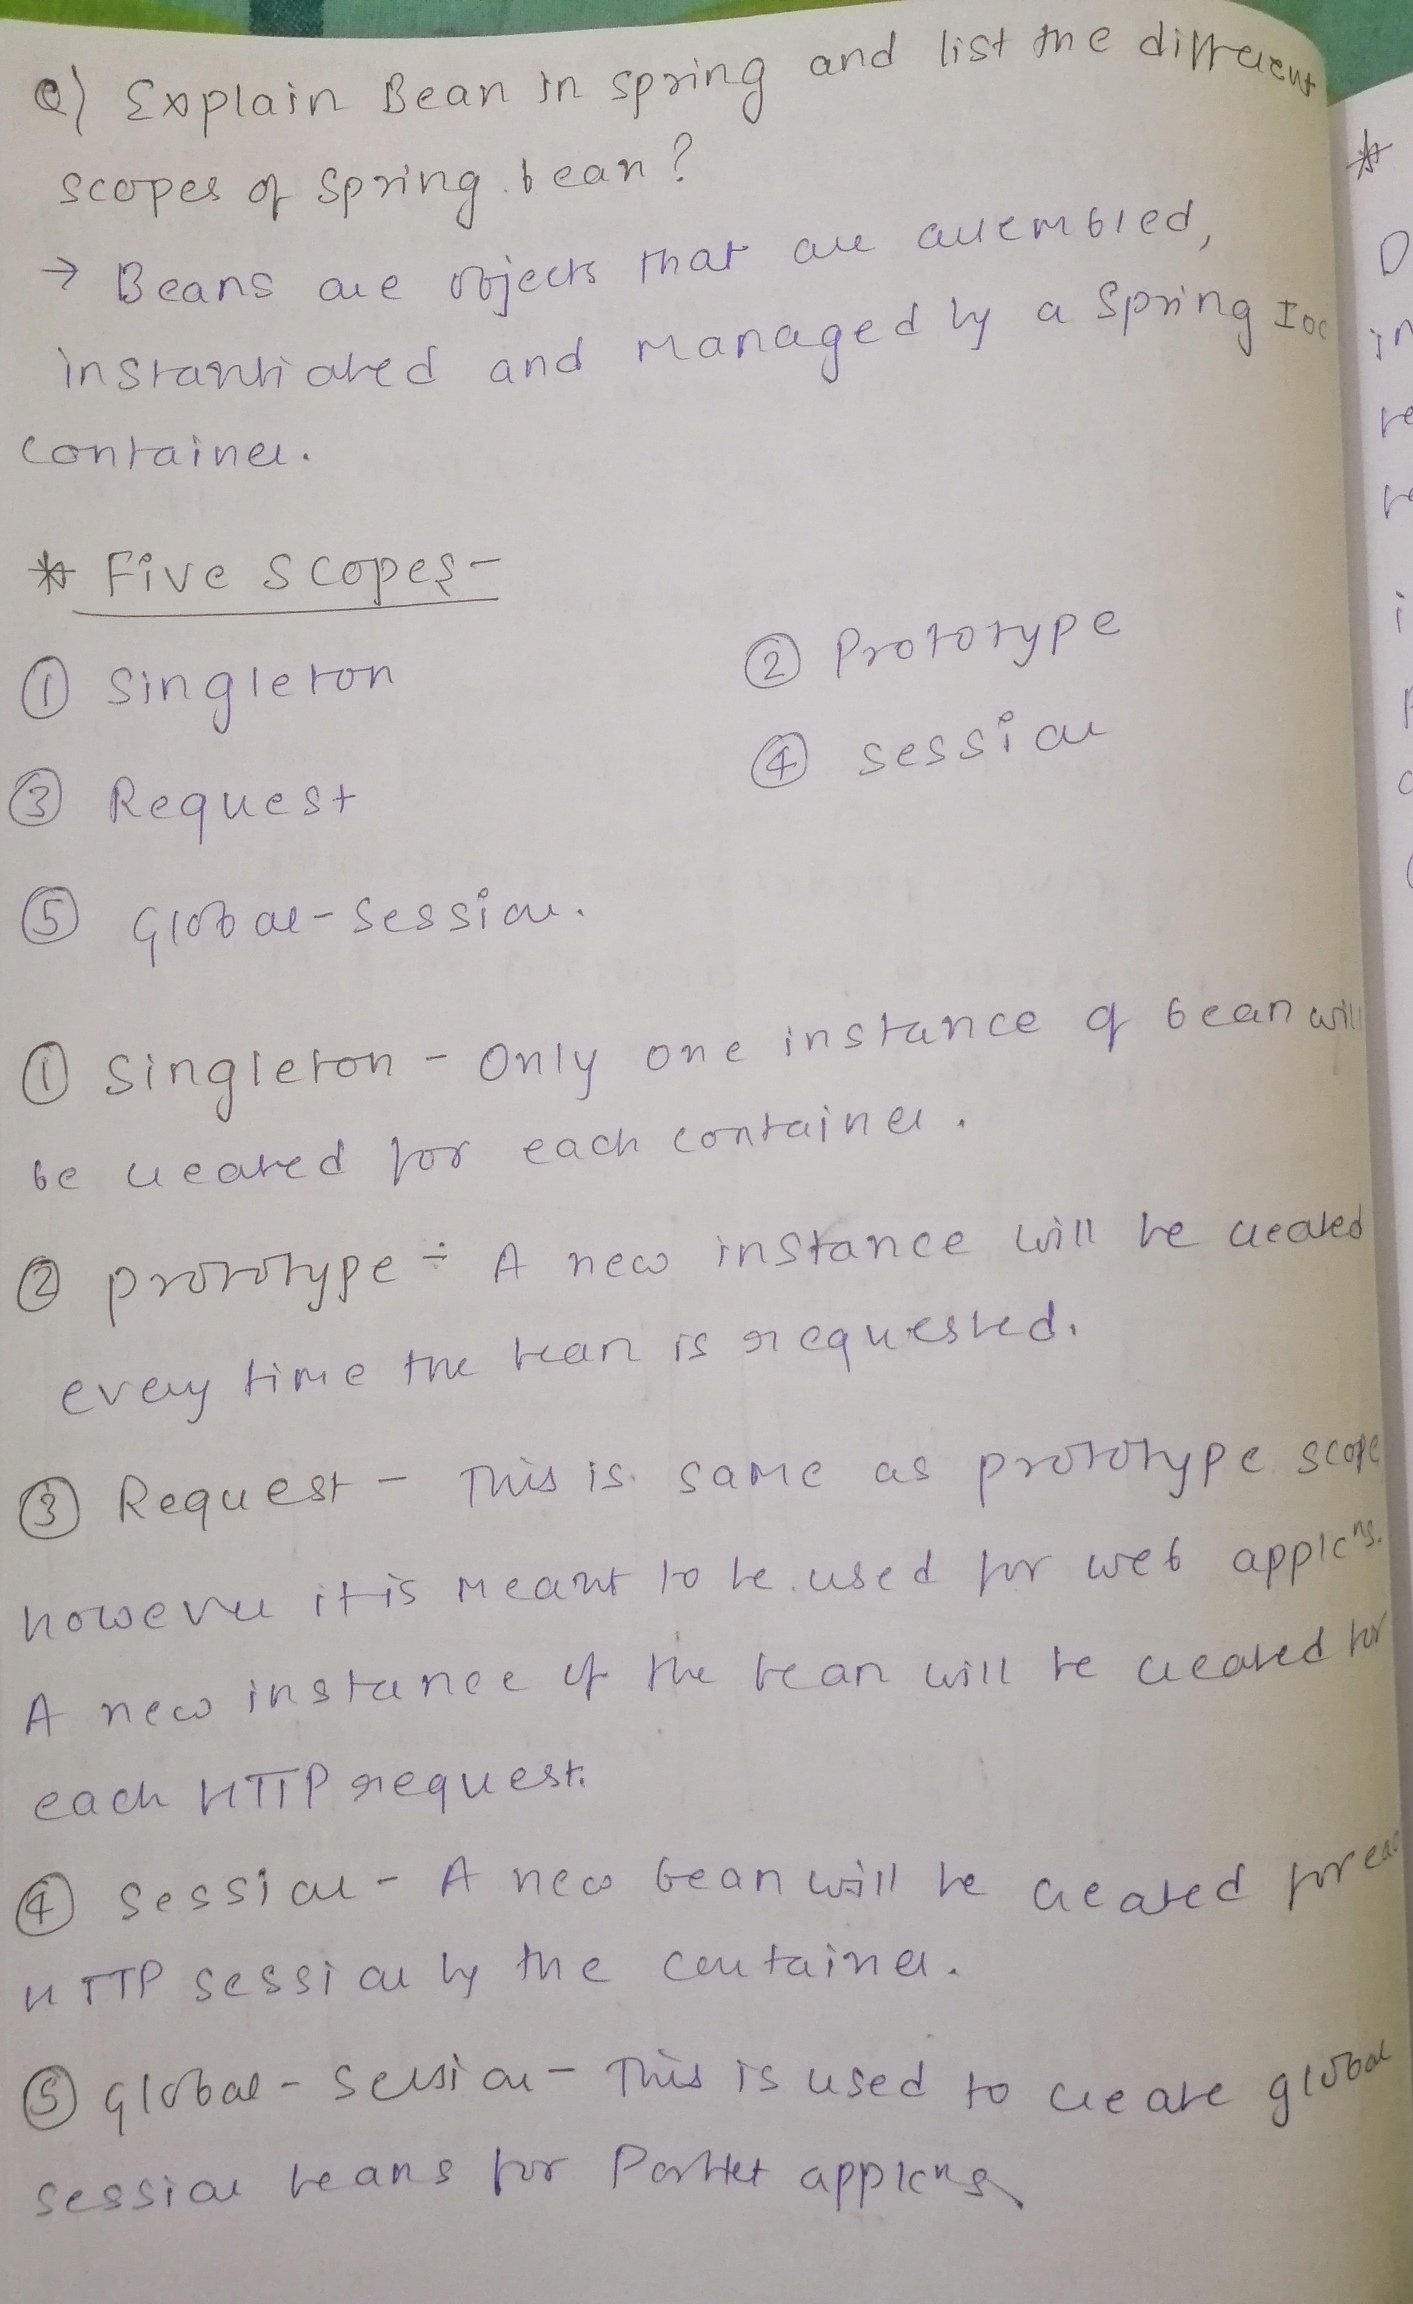 Q) Explain Bean in spring and list the different
scopes of spring bean?
→ Beans are objects that are assembled,
instantiated and managed by a Spring Ioc
container.
* Five Scopes-
① Singleton ② Prototype
③ Request ④ session
⑤ Global-session.
① Singleton - Only one instance of bean will
be created for each container.
② prototype ÷ A new instance will be created
every time the bean is requested.
③ Request - This is same as prototype scope
however it is meant to be used for web applcns.
A new instance of the bean will be created for
each HTTP request.
④ session - A new bean will be created for each
HTTP session by the container.
⑤ global-session - This is used to create global
session beans for Portlet applcns